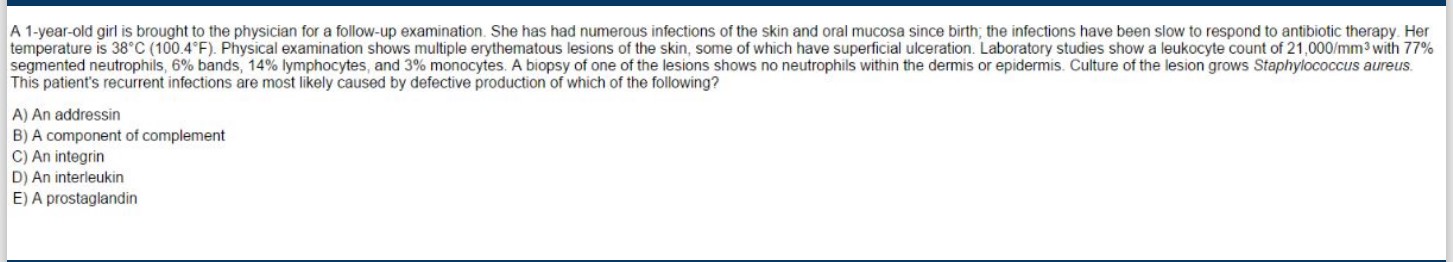 A 1-year-old girl is brought to the physician for a follow-up examination. She has had numerous infections of the skin and oral mucosa since birth; the infections have been slow to respond to antibiotic therapy. Her
temperature is 38°C (100.4°F). Physical examination shows multiple erythematous lesions of the skin, some of which have superficial ulceration. Laboratory studies show a leukocyte count of 21,000/mm³ with 77%
segmented neutrophils, 6% bands, 14% lymphocytes, and 3% monocytes. A biopsy of one of the lesions shows no neutrophils within the dermis or epidermis. Culture of the lesion grows Staphylococcus aureus.
This patient's recurrent infections are most likely caused by defective production of which of the following?
A) An addressin
B) A component of complement
C) An integrin
D) An interleukin
E) A prostaglandin